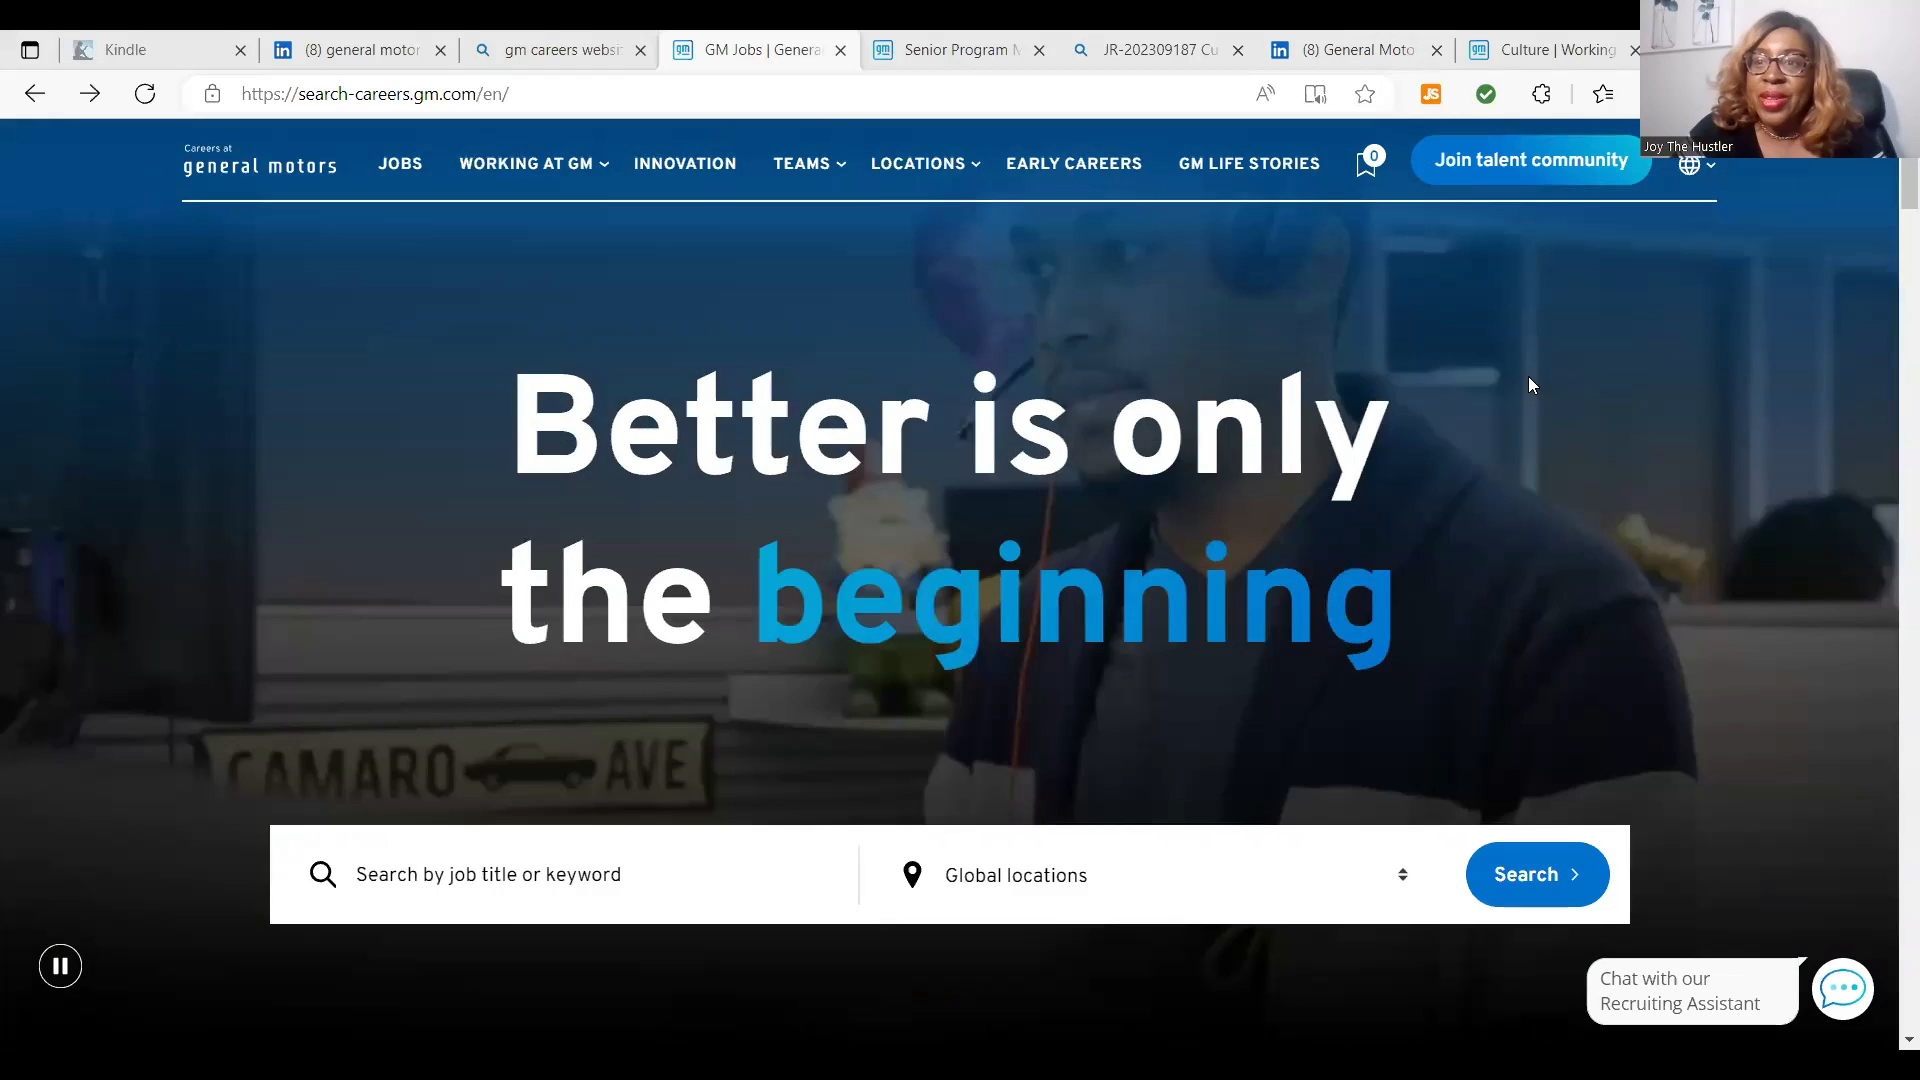 Kindle
(8) general motor
gm careers websi
GM Jobs | Genera
Senior Program M
JR-202309187 Cu
(8) General Moto
Culture | Working
https://search-careers.gm.com/en/
JS
Joy The Hustler
Careers at
general motors
JOBS
WORKING AT GM
INNOVATION
TEAMS
LOCATIONS
EARLY CAREERS
GM LIFE STORIES
0
Join talent community
Better is only
the beginning
CAMARO AVE
Search by job title or keyword
Global locations
Search
Chat with our
Recruiting Assistant